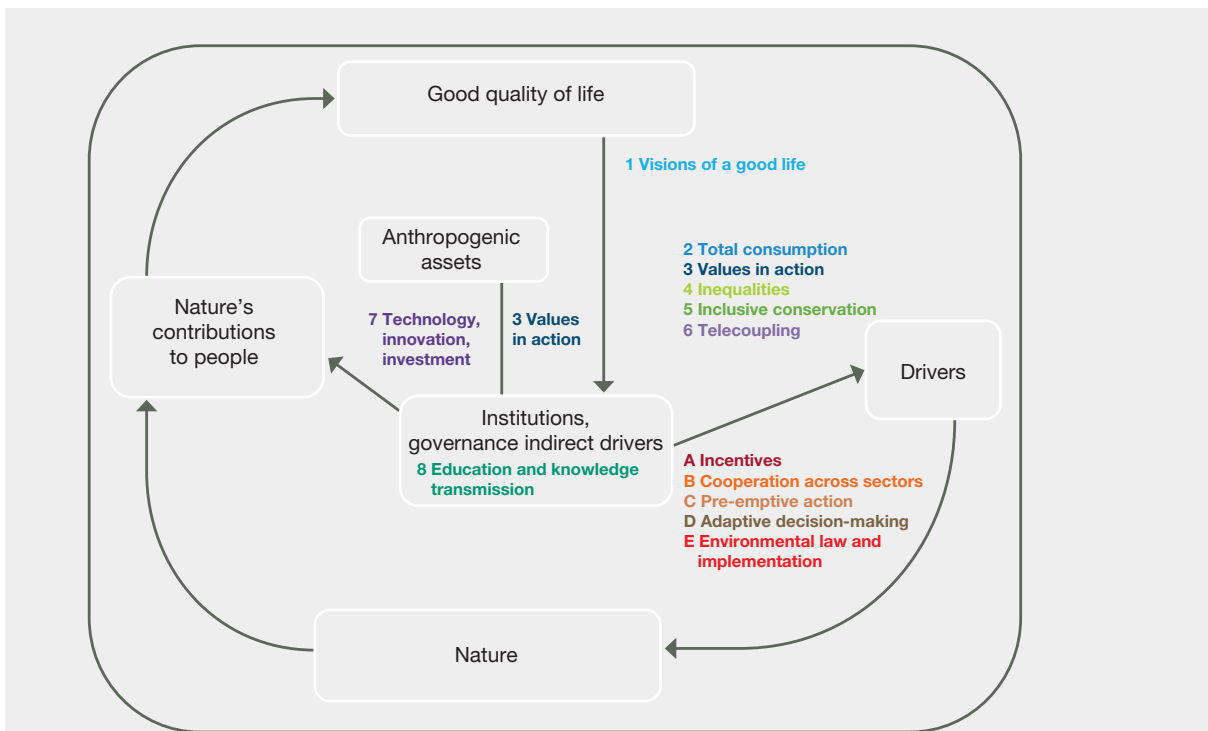 Good quality of life
1 Visions of a good life
Anthropogenic
assets
2 Total consumption
3 Values in action
4 Inequalities
5 Inclusive conservation
6 Telecoupling
Nature's
contributions
to people
7 Technology,
innovation,
investment
3 Values
in action
Drivers
Institutions,
governance indirect drivers
8 Education and knowledge
transmission
A Incentives
B Cooperation across sectors
C Pre-emptive action
D Adaptive decision-making
E Environmental law and
implementation
Nature